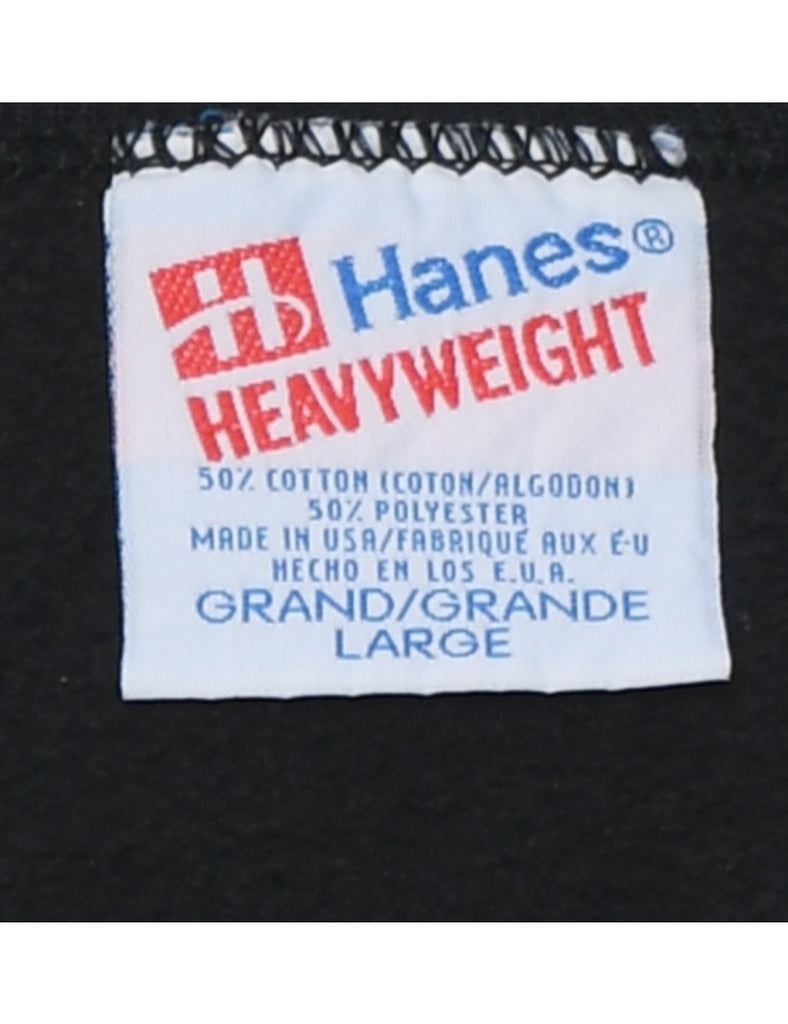 H Hanes®
HEAVYWEIGHT
50% COTTON (COTON/ALGODON)
50% POLYESTER
MADE IN USA/FABRIQUÉ AUX É-U
HECHO EN LOS E.U.A.
GRAND/GRANDE
LARGE